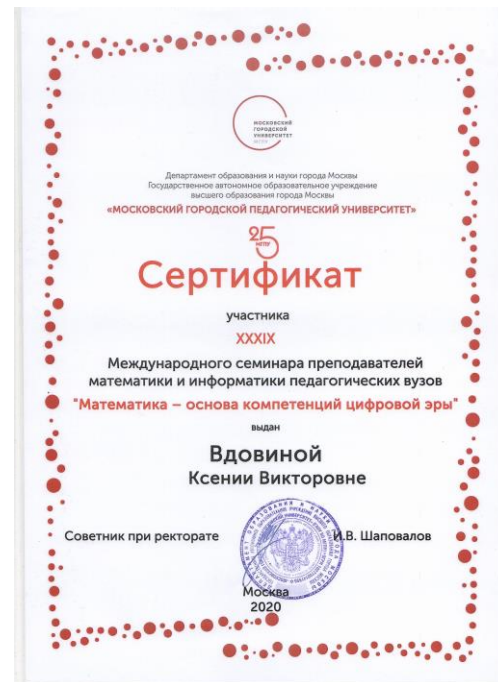 МОСКОВСКИЙ
ГОРОДСКОЙ
УНИВЕРСИТЕТ
МГПУ
Департамент образования и науки города Москвы
Государственное автономное образовательное учреждение
высшего образования города Москвы
«МОСКОВСКИЙ ГОРОДСКОЙ ПЕДАГОГИЧЕСКИЙ УНИВЕРСИТЕТ»
25
МГПУ
Сертификат
участника
XXXIX
Международного семинара преподавателей
математики и информатики педагогических вузов
"Математика – основа компетенций цифровой эры"
выдан
Вдовиной
Ксении Викторовне
Советник при ректорате И.В. Шаповалов
Москва
2020